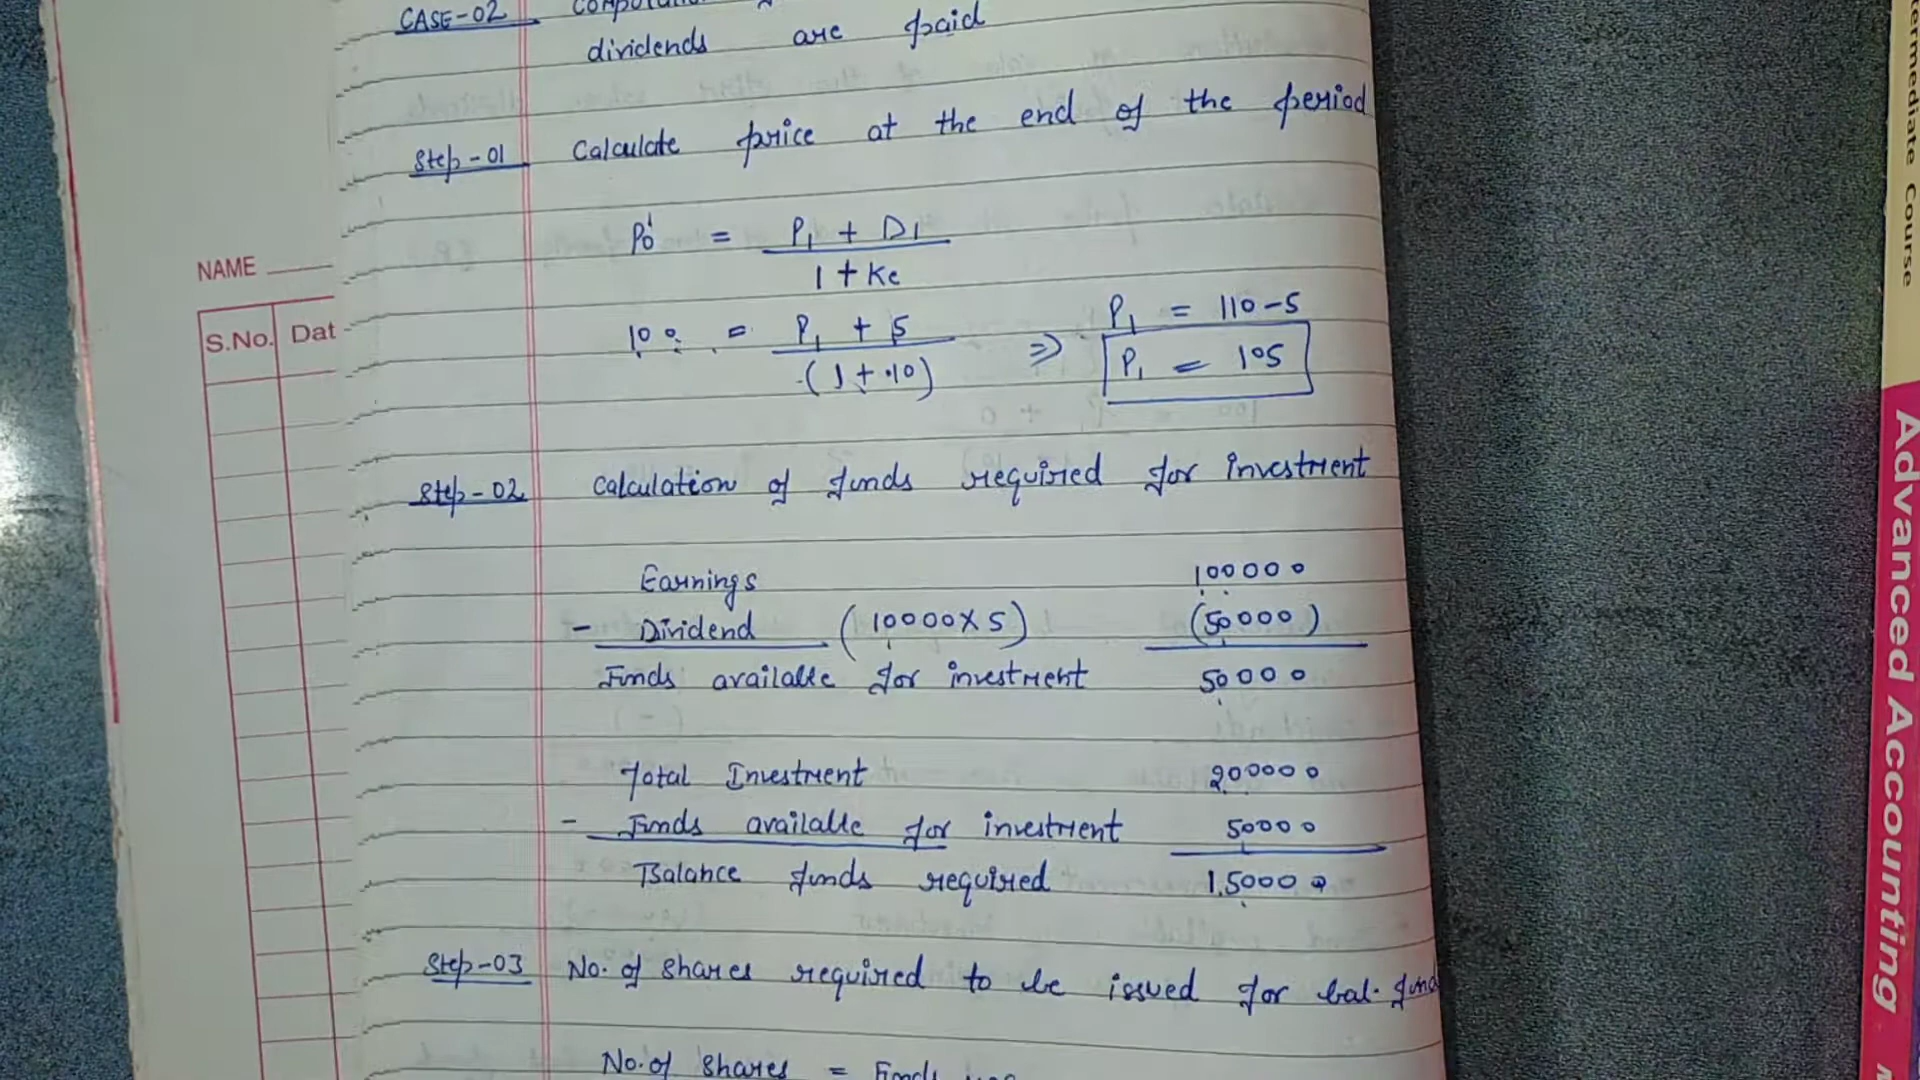 CASE-02
dividends are paid
Step-01 Calculate price at the end of the period
P0' = P1 + D1
1 + Ke
100 = P1 + 5
(1 + .10)
⇒ P1 = 110-5
P1 = 105
NAME
S.No. Dat
Step-02 Calculation of funds required for investment
Earnings 100000
- Dividend (10000X5) (50000)
Funds available for investment 50000
Total Investment 200000
- Funds available for investment 50000
Balance funds required 150000
Step-03 No. of shares required to be issued for bal. fund
No. of shares = Funds
termediate Course
Advanced Accounting